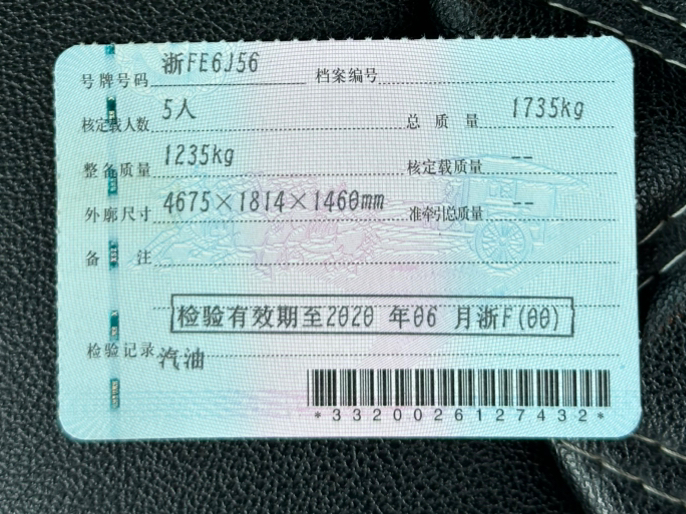 号牌号码 浙FE6J56 档案编号
核定载人数 5人 总质量 1735kg
整备质量 1235kg 核定载质量 --
外廓尺寸 4675×1814×1460mm 准牵引总质量 --
备注
检验有效期至2020 年06 月浙F(00)
检验记录 汽油
*3320026127432*